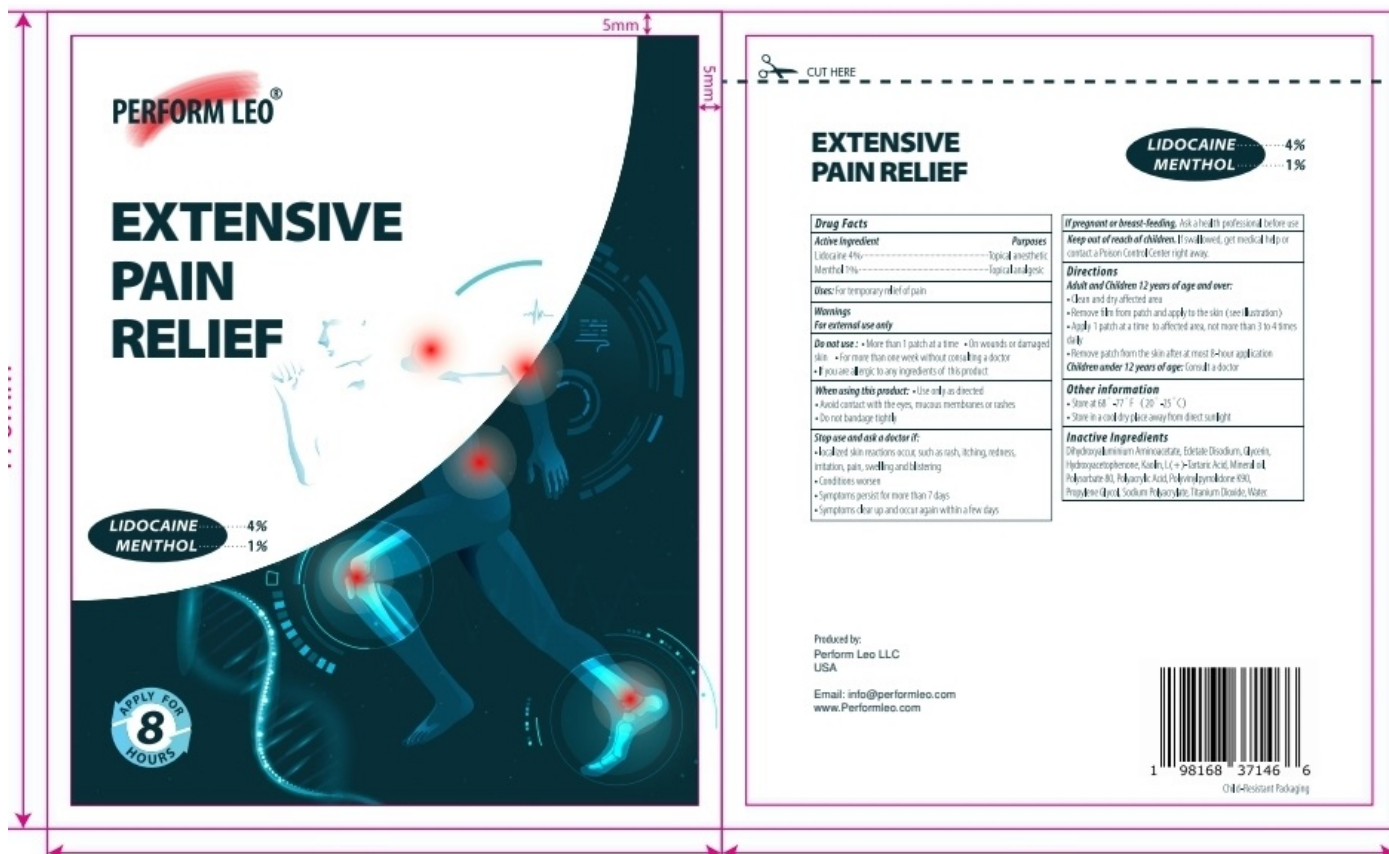 5mm
5mm
PERFORM LEO®
EXTENSIVE
PAIN
RELIEF
LIDOCAINE 4%
MENTHOL 1%
APPLY FOR
8
HOURS
CUT HERE
EXTENSIVE
PAIN RELIEF
LIDOCAINE 4%
MENTHOL 1%
Drug Facts
Active Ingredient Purposes
Lidocaine 4% Topical anesthetic
Menthol 1% Topical analgesic
Uses: For temporary relief of pain
Warnings
For external use only
Do not use : • More than 1 patch at a time • On wounds or damaged
skin • For more than one week without consulting a doctor
• If you are allergic to any ingredients of this product
When using this product: • Use only as directed
• Avoid contact with the eyes, mucous membranes or rashes
• Do not bandage tightly
Stop use and ask a doctor if:
• localized skin reactions occur, such as rash, itching, redness,
irritation, pain, swelling and blistering
• Conditions worsen
• Symptoms persist for more than 7 days
• Symptoms clear up and occur again within a few days
If pregnant or breast-feeding, Ask a health professional before use
Keep out of reach of children. If swallowed, get medical help or
contact a Poison Control Center right away.
Directions
Adult and Children 12 years of age and over:
• Clean and dry affected area
• Remove film from patch and apply to the skin (see illustration)
• Apply 1 patch at a time to affected area, not more than 3 to 4 times
daily
• Remove patch from the skin after at most 8-hour application
Children under 12 years of age: Consult a doctor
Other information
• Store at 68°-77°F (20°-25°C)
• Store in a cool dry place away from direct sunlight
Inactive Ingredients
Dihydroxyaluminium Aminoacetate, Edetate Disodium, Glycerin,
Hydroxyacetophenone, Kaolin, L(+)-Tartaric Acid, Mineral oil,
Polysorbate 80, Polyacrylic Acid, Polyvinylpyrrolidone K90,
Propylene Glycol, Sodium Polyacrylate, Titanium Dioxide, Water.
Produced by:
Perform Leo LLC
USA
Email: info@performleo.com
www.Performleo.com
1 98168 37146 6
Child-Resistant Packaging